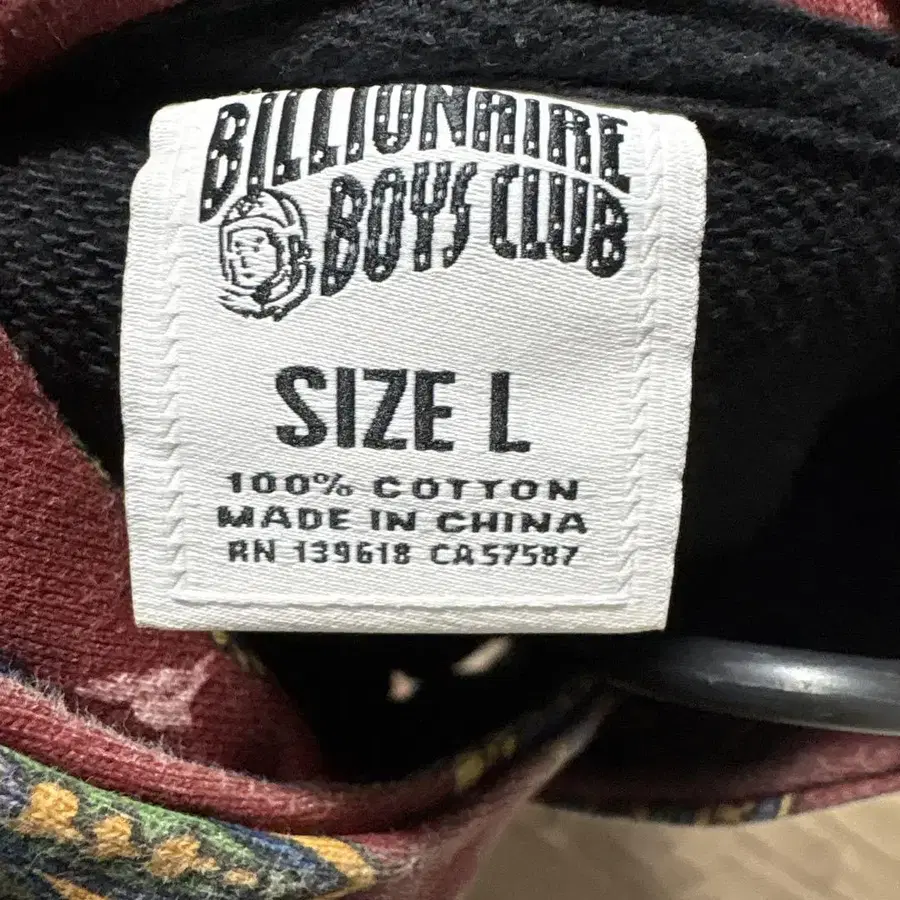 BILLIONAIRE
BOYS CLUB
SIZE L
100% COTTON
MADE IN CHINA
RN 139618 CA57587